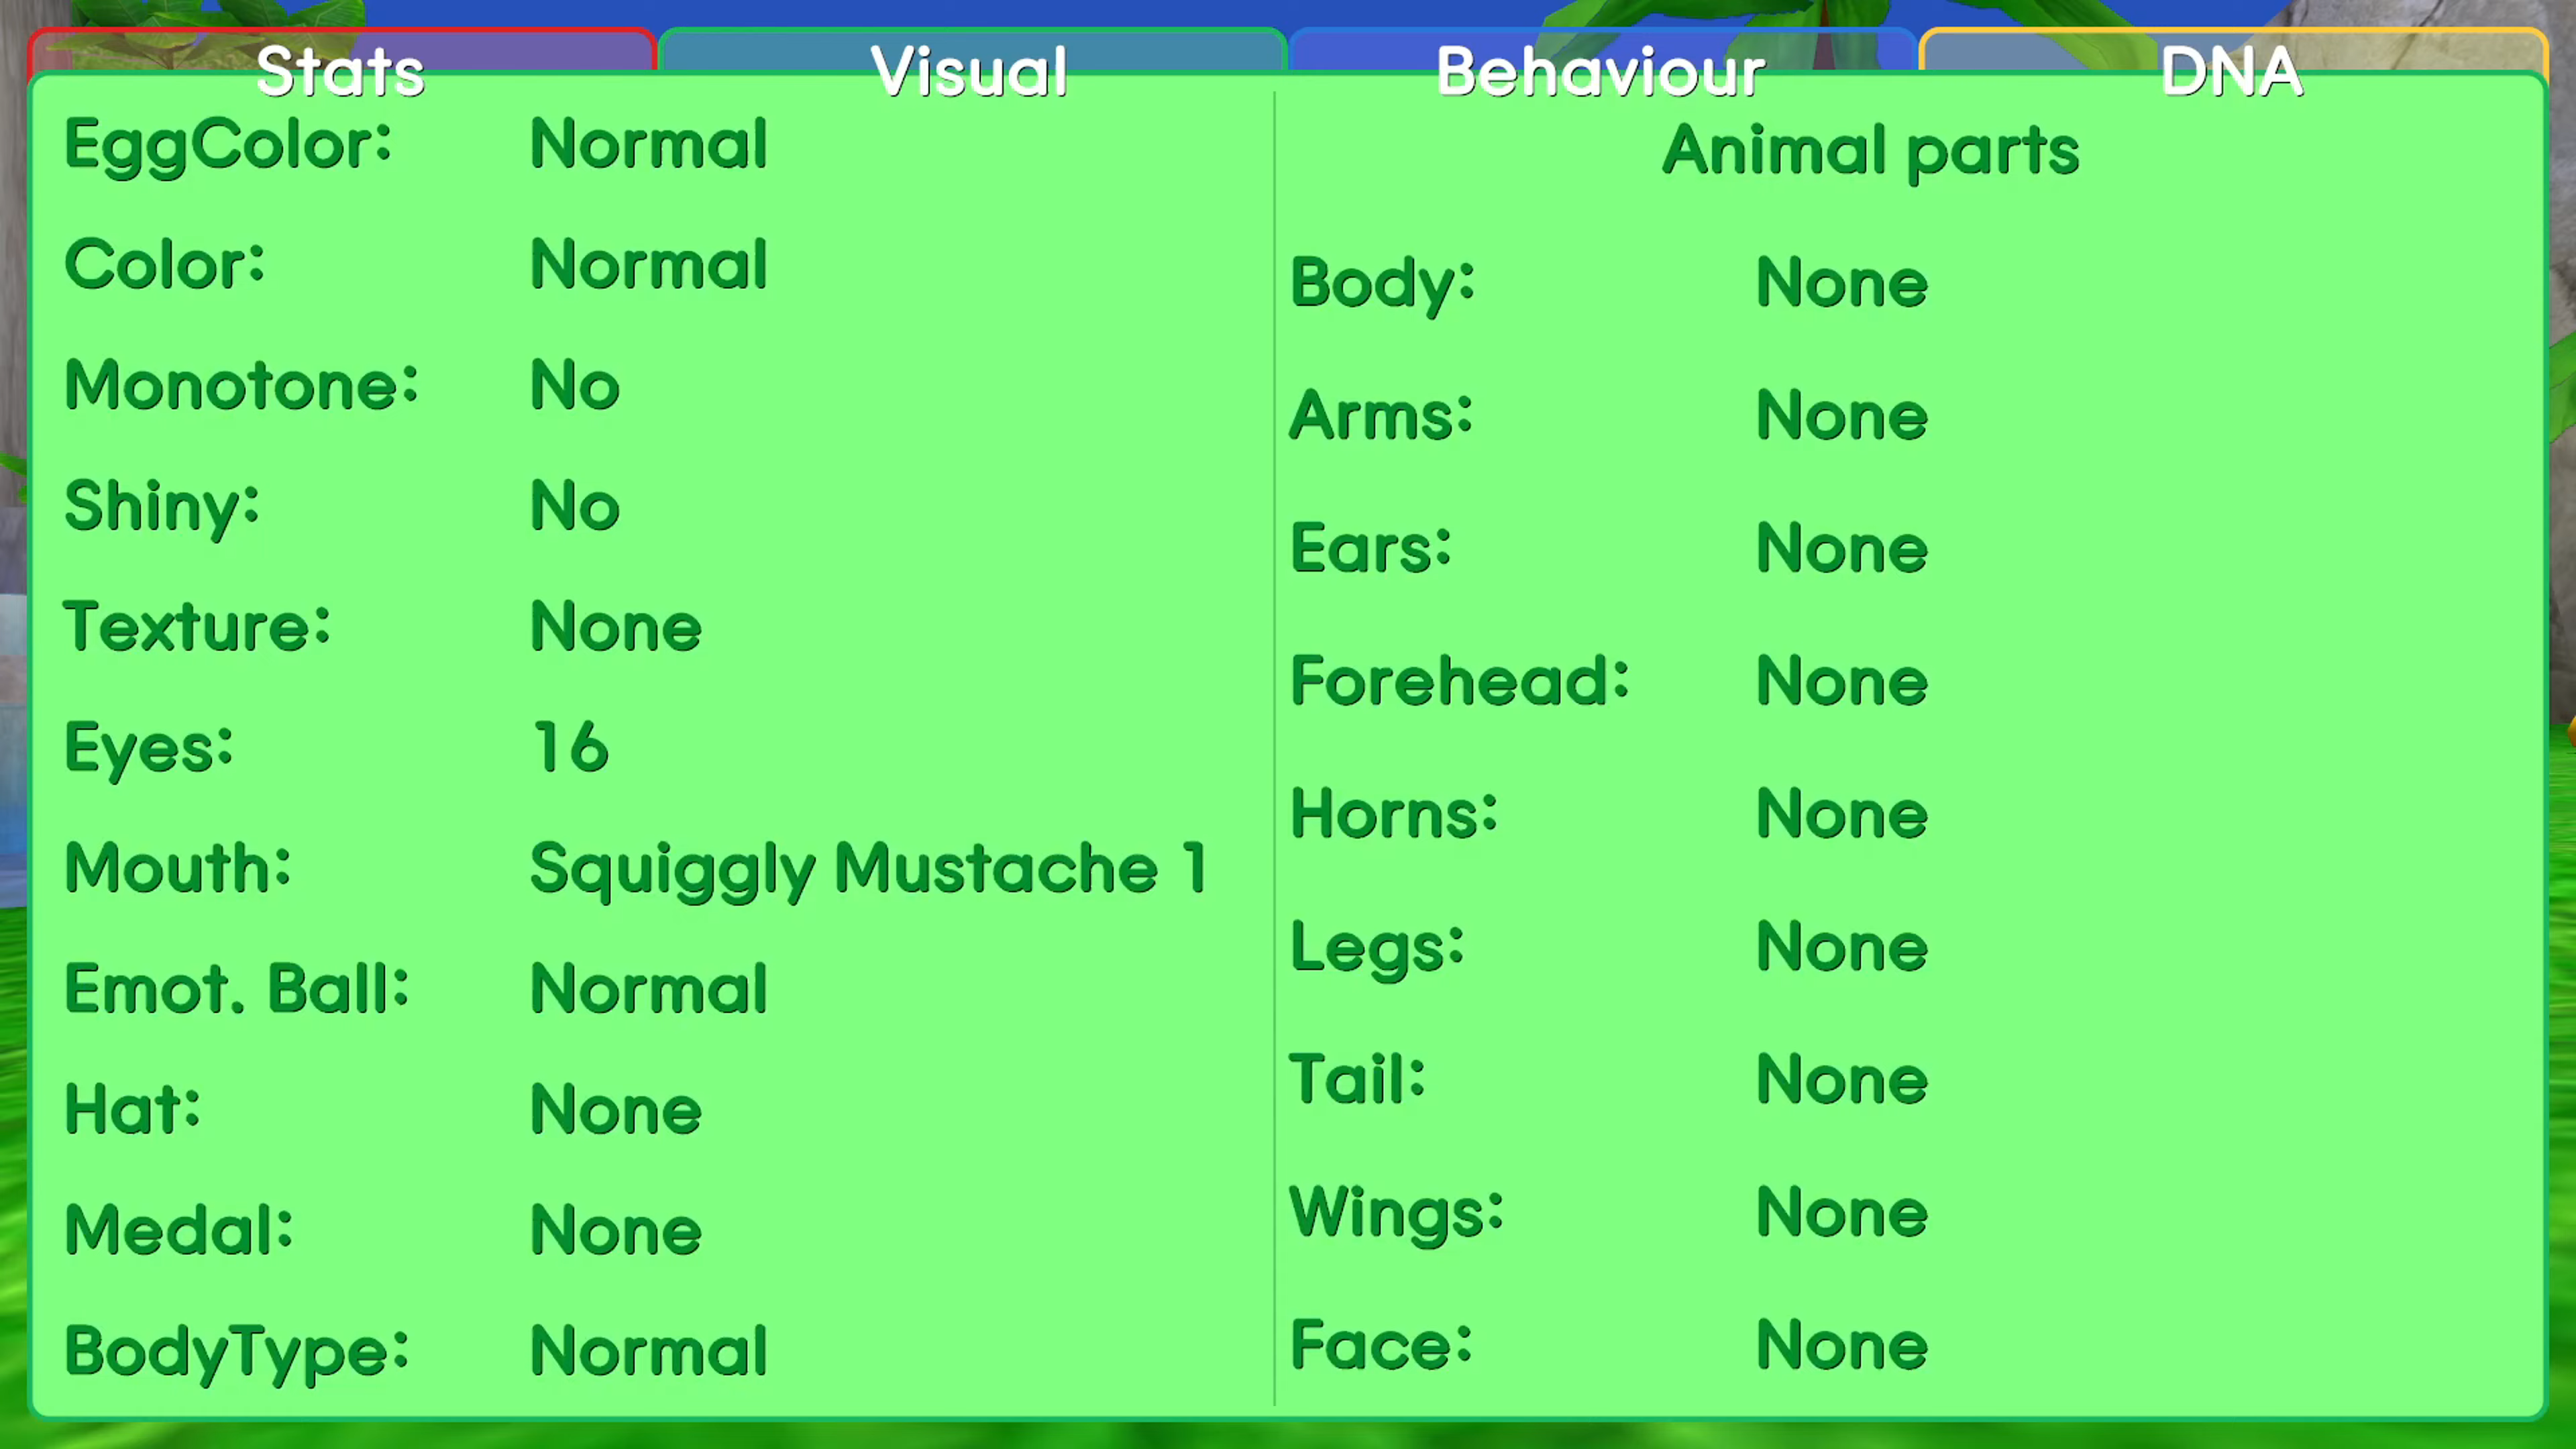 Stats Visual Behaviour DNA
EggColor: Normal
Color: Normal
Monotone: No
Shiny: No
Texture: None
Eyes: 16
Mouth: Squiggly Mustache 1
Emot. Ball: Normal
Hat: None
Medal: None
BodyType: Normal
Animal parts
Body: None
Arms: None
Ears: None
Forehead: None
Horns: None
Legs: None
Tail: None
Wings: None
Face: None